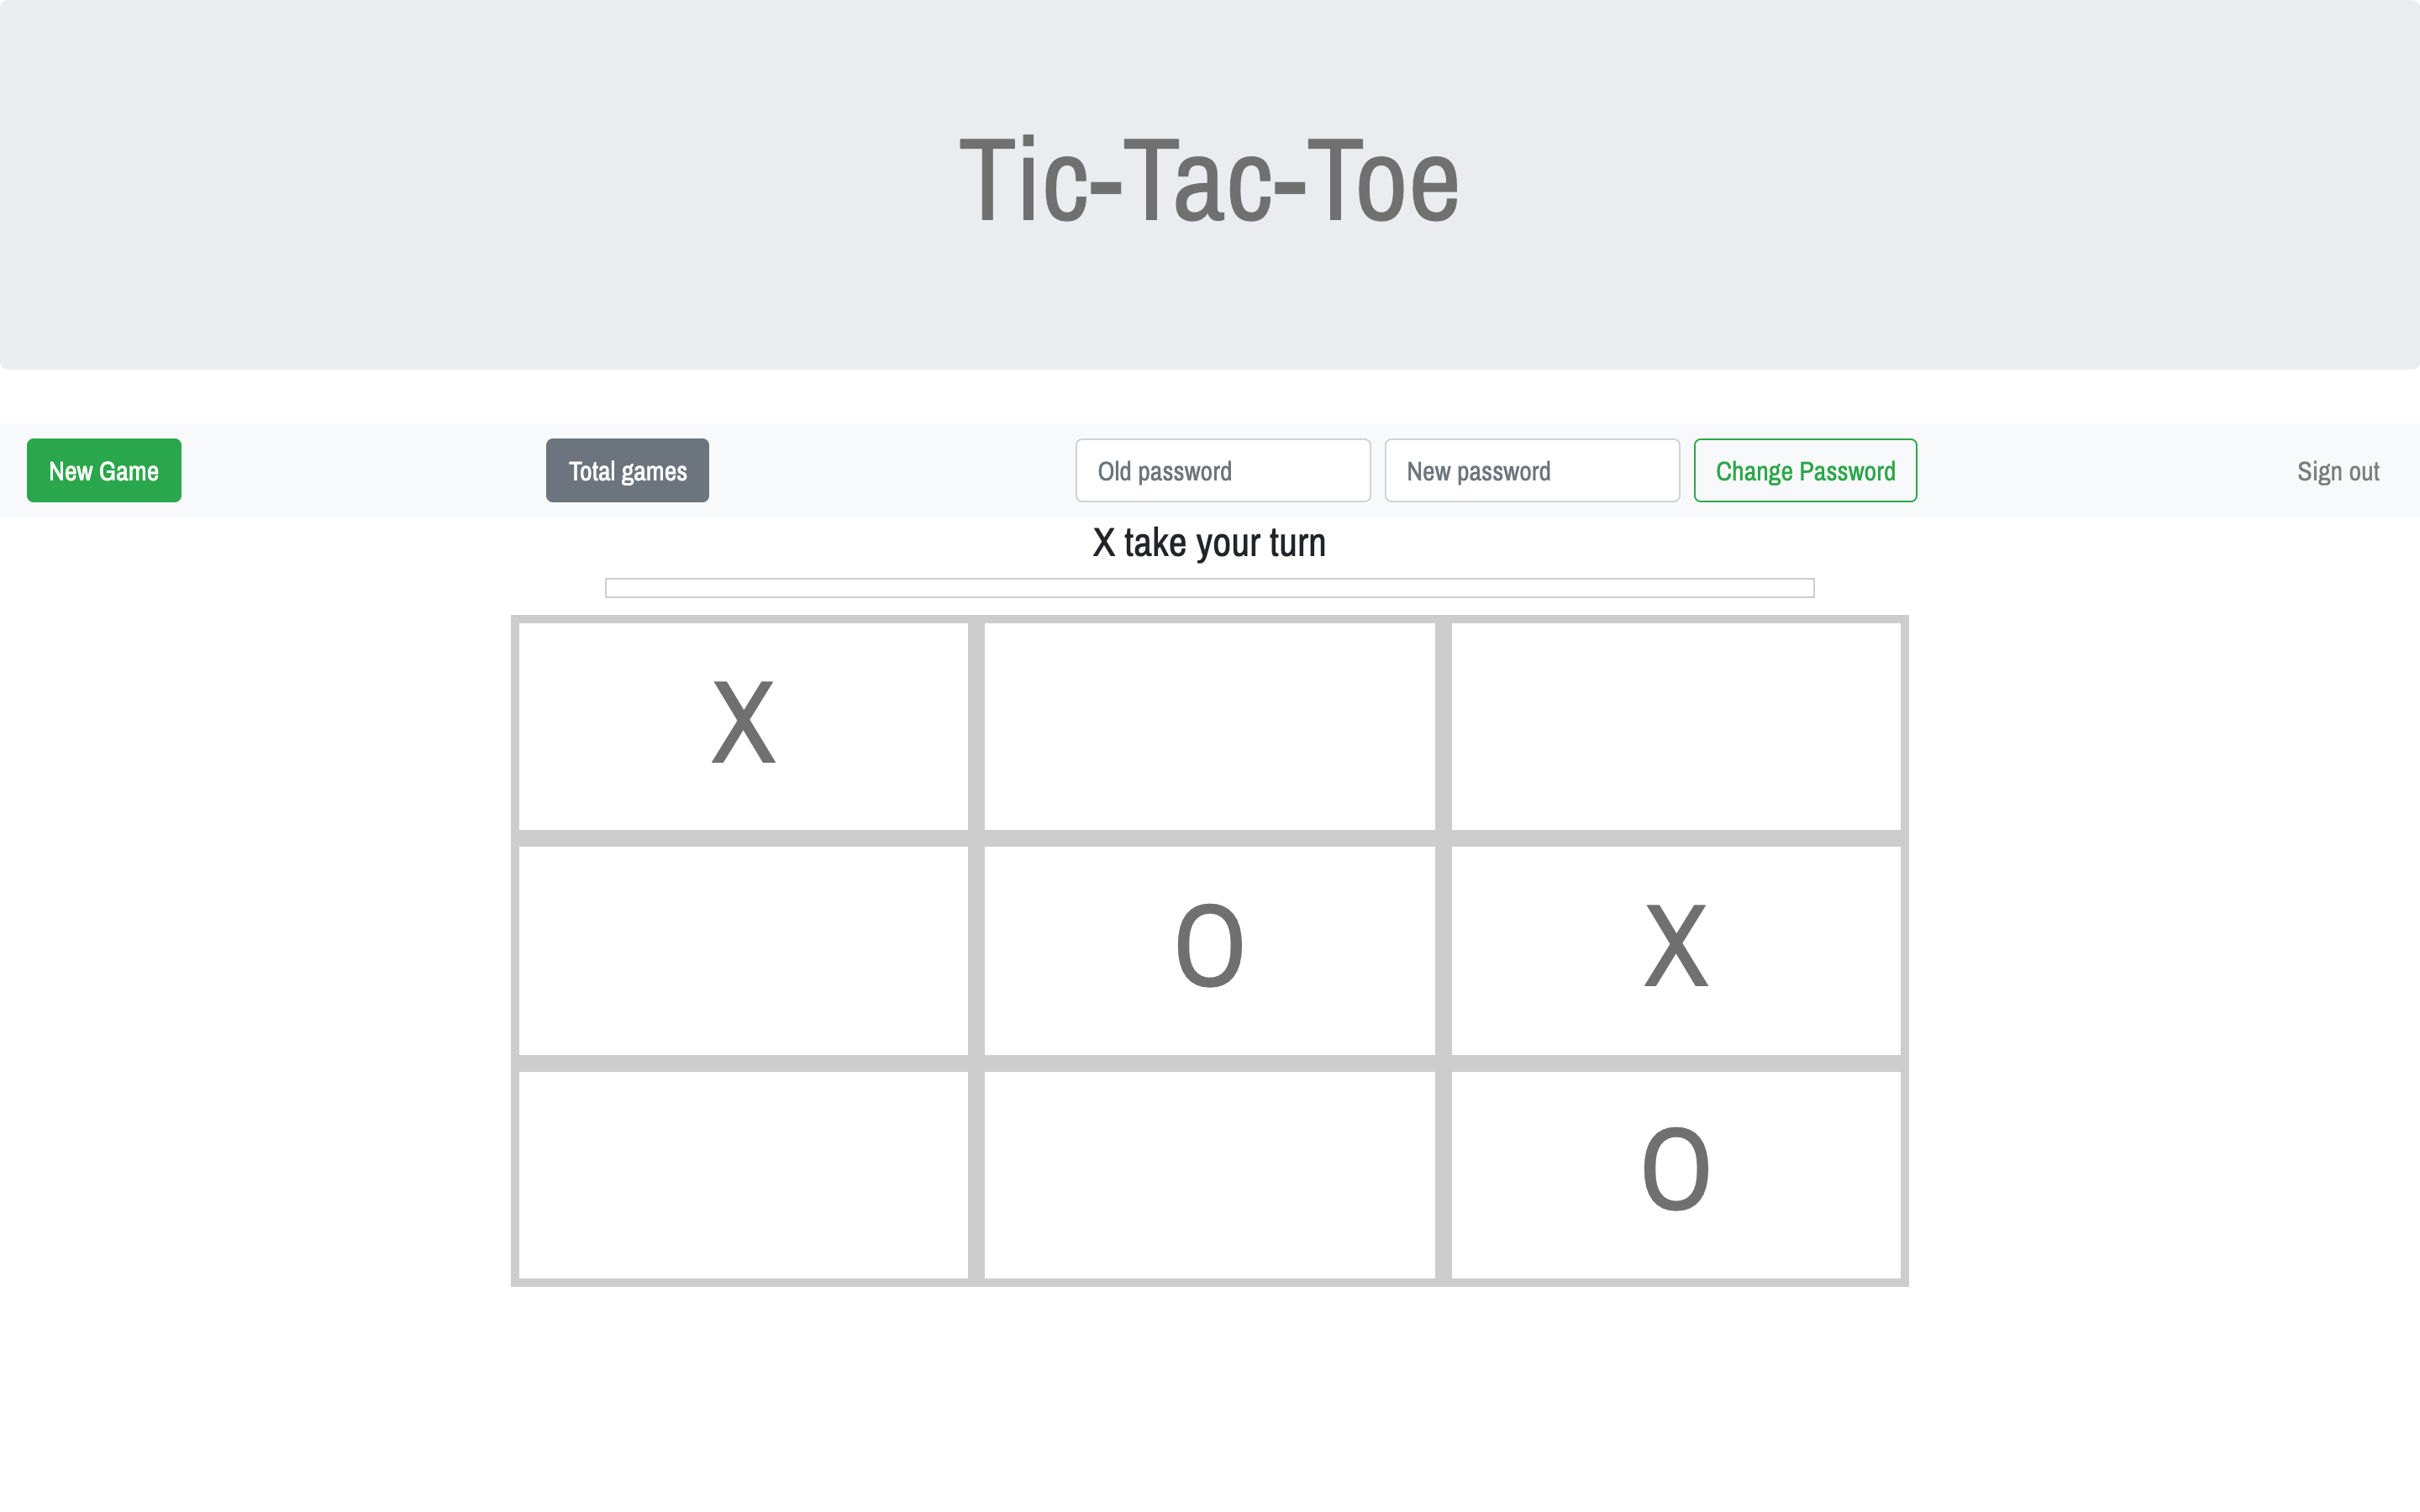 Tic-Tac-Toe
New Game Total games Old password New password Change Password Sign out
X take your turn
X
O X
O